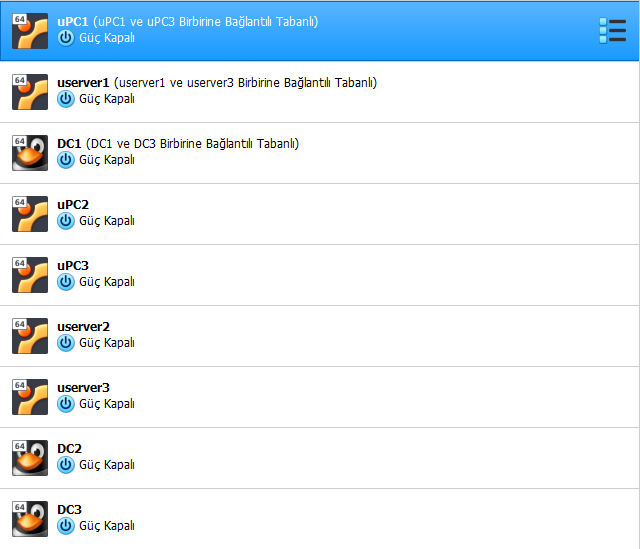 64
uPC1 (uPC1 ve uPC3 Birbirine Bağlantılı Tabanlı)
Güç Kapalı
64
userver1 (userver1 ve userver3 Birbirine Bağlantılı Tabanlı)
Güç Kapalı
64
DC1 (DC1 ve DC3 Birbirine Bağlantılı Tabanlı)
Güç Kapalı
64
uPC2
Güç Kapalı
64
uPC3
Güç Kapalı
64
userver2
Güç Kapalı
64
userver3
Güç Kapalı
64
DC2
Güç Kapalı
64
DC3
Güç Kapalı